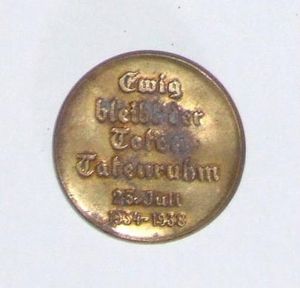 Ewig
bleibt der
Toten
Tatenruhm
25. Juli
1934-1938